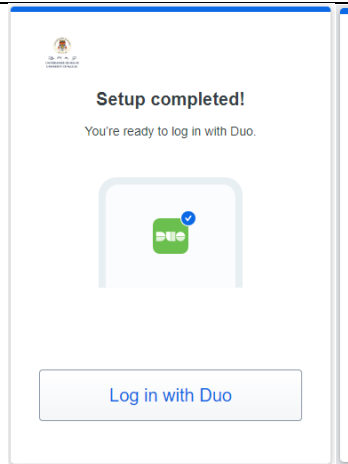 Setup completed!
You're ready to log in with Duo.
DUO
Log in with Duo